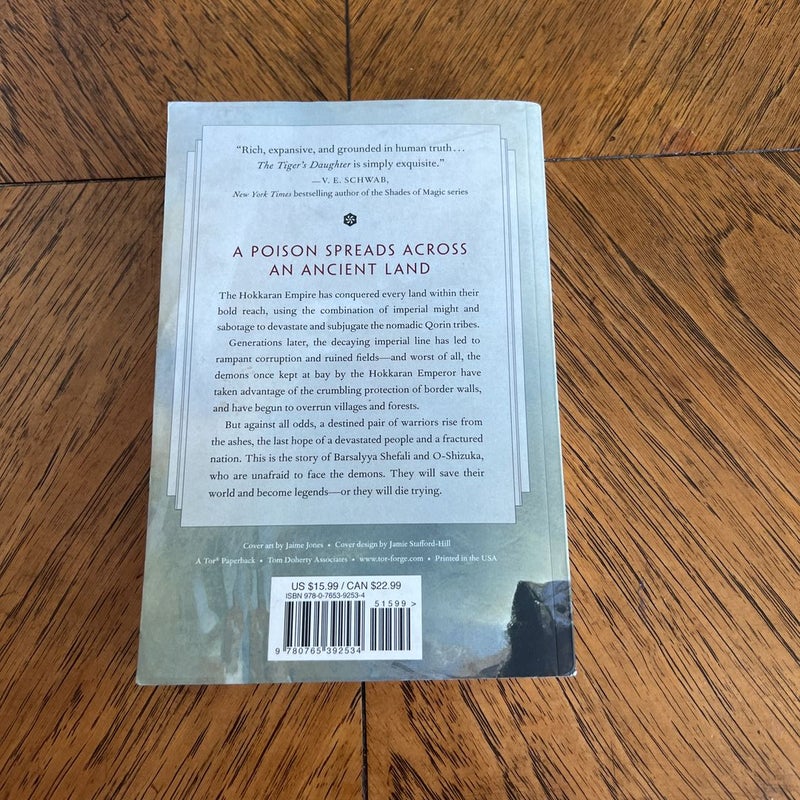 “Rich, expansive, and grounded in human truth…
The Tiger’s Daughter is simply exquisite.”
—V. E. SCHWAB,
New York Times bestselling author of the Shades of Magic series
A POISON SPREADS ACROSS
AN ANCIENT LAND
The Hokkaran Empire has conquered every land within their
bold reach, using the combination of imperial might and
sabotage to devastate and subjugate the nomadic Qorin tribes.
Generations later, the decaying imperial line has led to
rampant corruption and ruined fields—and worst of all, the
demons once kept at bay by the Hokkaran Emperor have
taken advantage of the crumbling protection of border walls,
and have begun to overrun villages and forests.
But against all odds, a destined pair of warriors rise from
the ashes, the last hope of a devastated people and a fractured
nation. This is the story of Barsalyya Shefali and O-Shizuka,
who are unafraid to face the demons. They will save their
world and become legends—or they will die trying.
Cover art by Jaime Jones • Cover design by Jamie Stafford-Hill
A Tor® Paperback • Tom Doherty Associates • www.tor-forge.com • Printed in the USA
US $15.99 / CAN $22.99
ISBN 978-0-7653-9253-4
51599>
9 780765 392534